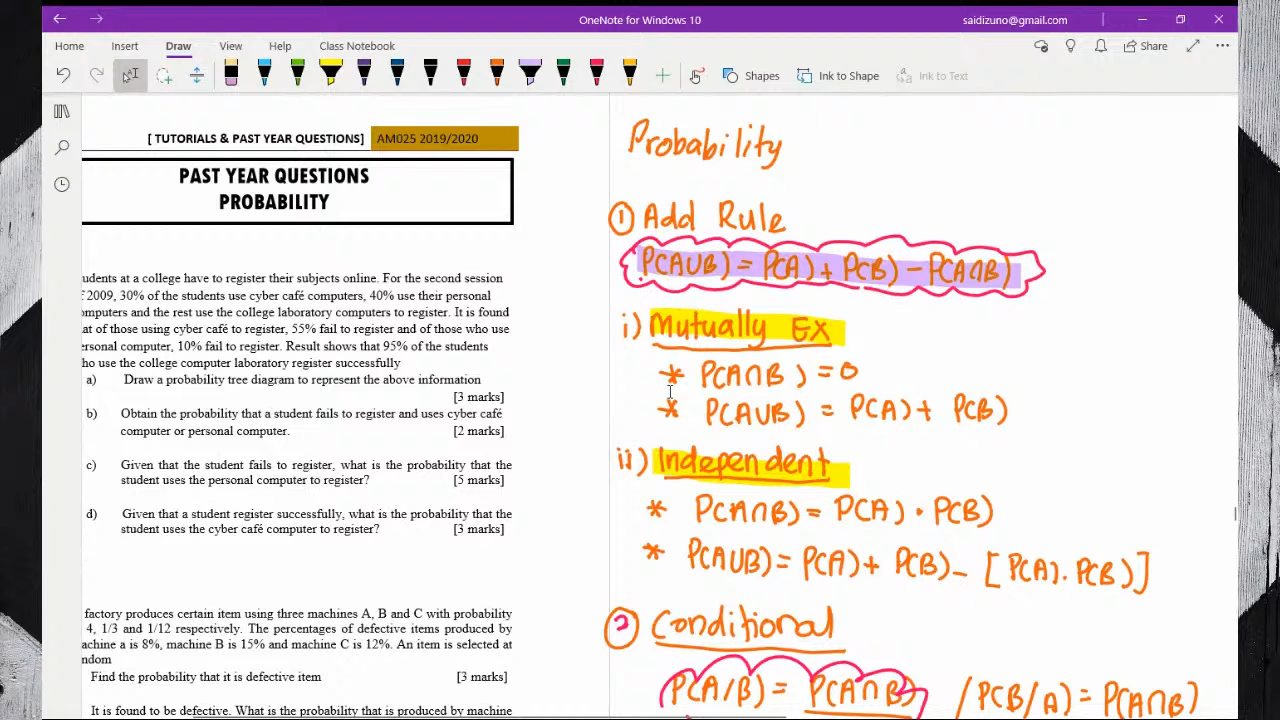 OneNote for Windows 10
saidizuno@gmail.com
Home Insert Draw View Help Class Notebook
Share
Shapes Ink to Shape Ink to Text
[ TUTORIALS & PAST YEAR QUESTIONS] AM025 2019/2020
PAST YEAR QUESTIONS
PROBABILITY
udents at a college have to register their subjects online. For the second session
2009, 30% of the students use cyber café computers, 40% use their personal
omputers and the rest use the college laboratory computers to register. It is found
at of those using cyber café to register, 55% fail to register and of those who use
ersonal computer, 10% fail to register. Result shows that 95% of the students
ho use the college computer laboratory register successfully
a) Draw a probability tree diagram to represent the above information
[3 marks]
b) Obtain the probability that a student fails to register and uses cyber café
computer or personal computer. [2 marks]
c) Given that the student fails to register, what is the probability that the
student uses the personal computer to register? [5 marks]
d) Given that a student register successfully, what is the probability that the
student uses the cyber café computer to register? [3 marks]
factory produces certain item using three machines A, B and C with probability
4, 1/3 and 1/12 respectively. The percentages of defective items produced by
achine a is 8%, machine B is 15% and machine C is 12%. An item is selected at
ndom
Find the probability that it is defective item [3 marks]
It is found to be defective. What is the probability that is produced by machine
Probability
① Add Rule
P(A∪B) = P(A) + P(B) - P(A∩B)
i) Mutually EX
* P(A∩B) = 0
* P(A∪B) = P(A) + P(B)
ii) Independent
* P(A∩B) = P(A) • P(B)
* P(A∪B) = P(A) + P(B) - [P(A). P(B)]
② Conditional
P(A/B) = P(A∩B) / P(B/A) = P(A∩B)